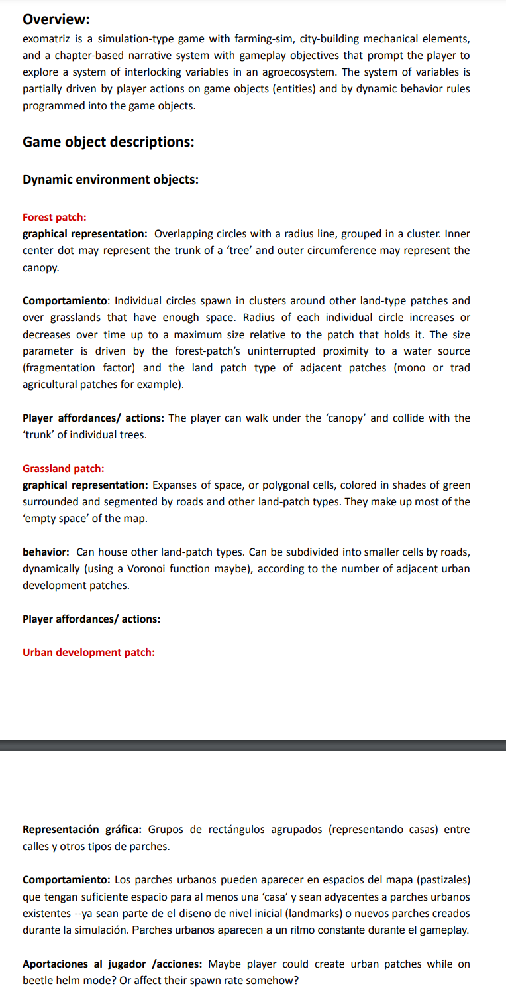 Overview:
exomatriz is a simulation-type game with farming-sim, city-building mechanical elements,
and a chapter-based narrative system with gameplay objectives that prompt the player to
explore a system of interlocking variables in an agroecosystem. The system of variables is
partially driven by player actions on game objects (entities) and by dynamic behavior rules
programmed into the game objects.
Game object descriptions:
Dynamic environment objects:
Forest patch:
graphical representation: Overlapping circles with a radius line, grouped in a cluster. Inner
center dot may represent the trunk of a ‘tree’ and outer circumference may represent the
canopy.
Comportamiento: Individual circles spawn in clusters around other land-type patches and
over grasslands that have enough space. Radius of each individual circle increases or
decreases over time up to a maximum size relative to the patch that holds it. The size
parameter is driven by the forest-patch’s uninterrupted proximity to a water source
(fragmentation factor) and the land patch type of adjacent patches (mono or trad
agricultural patches for example).
Player affordances/ actions: The player can walk under the ‘canopy’ and collide with the
‘trunk’ of individual trees.
Grassland patch:
graphical representation: Expanses of space, or polygonal cells, colored in shades of green
surrounded and segmented by roads and other land-patch types. They make up most of the
‘empty space’ of the map.
behavior: Can house other land-patch types. Can be subdivided into smaller cells by roads,
dynamically (using a Voronoi function maybe), according to the number of adjacent urban
development patches.
Player affordances/ actions:
Urban development patch:
Representación gráfica: Grupos de rectángulos agrupados (representando casas) entre
calles y otros tipos de parches.
Comportamiento: Los parches urbanos pueden aparecer en espacios del mapa (pastizales)
que tengan suficiente espacio para al menos una ‘casa’ y sean adyacentes a parches urbanos
existentes --ya sean parte de el diseno de nivel inicial (landmarks) o nuevos parches creados
durante la simulación. Parches urbanos aparecen a un ritmo constante durante el gameplay.
Aportaciones al jugador /acciones: Maybe player could create urban patches while on
beetle helm mode? Or affect their spawn rate somehow?